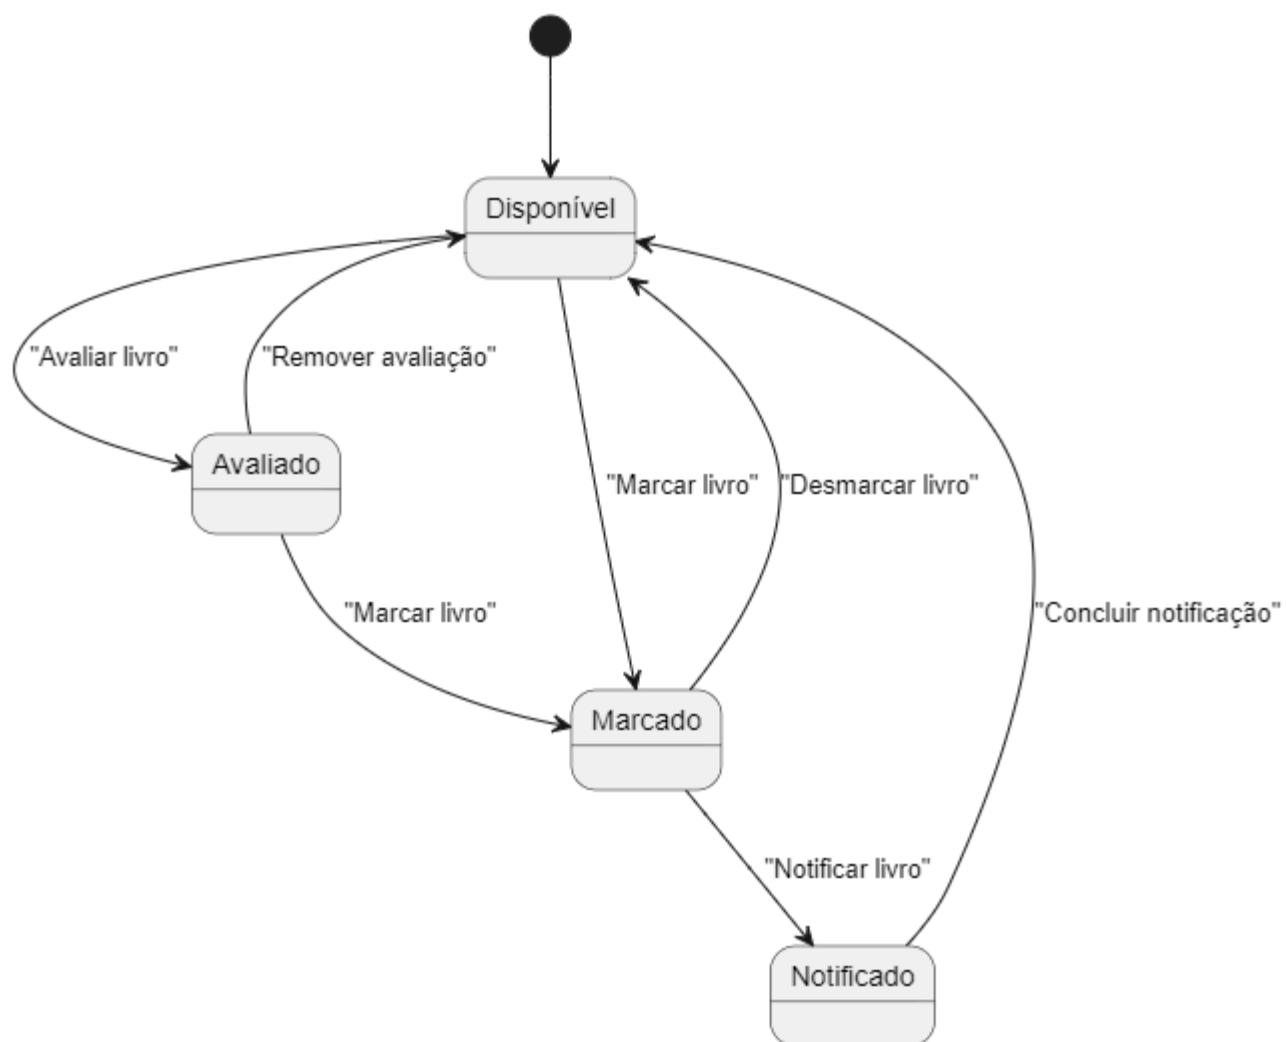 Disponível
"Avaliar livro"
"Remover avaliação"
Avaliado
"Marcar livro"
"Desmarcar livro"
"Marcar livro"
"Concluir notificação"
Marcado
"Notificar livro"
Notificado